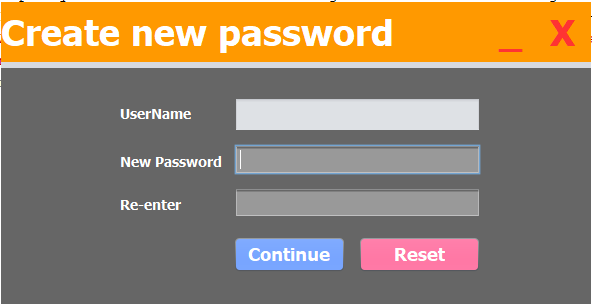 Create new password _ X
UserName
New Password
Re-enter
Continue Reset